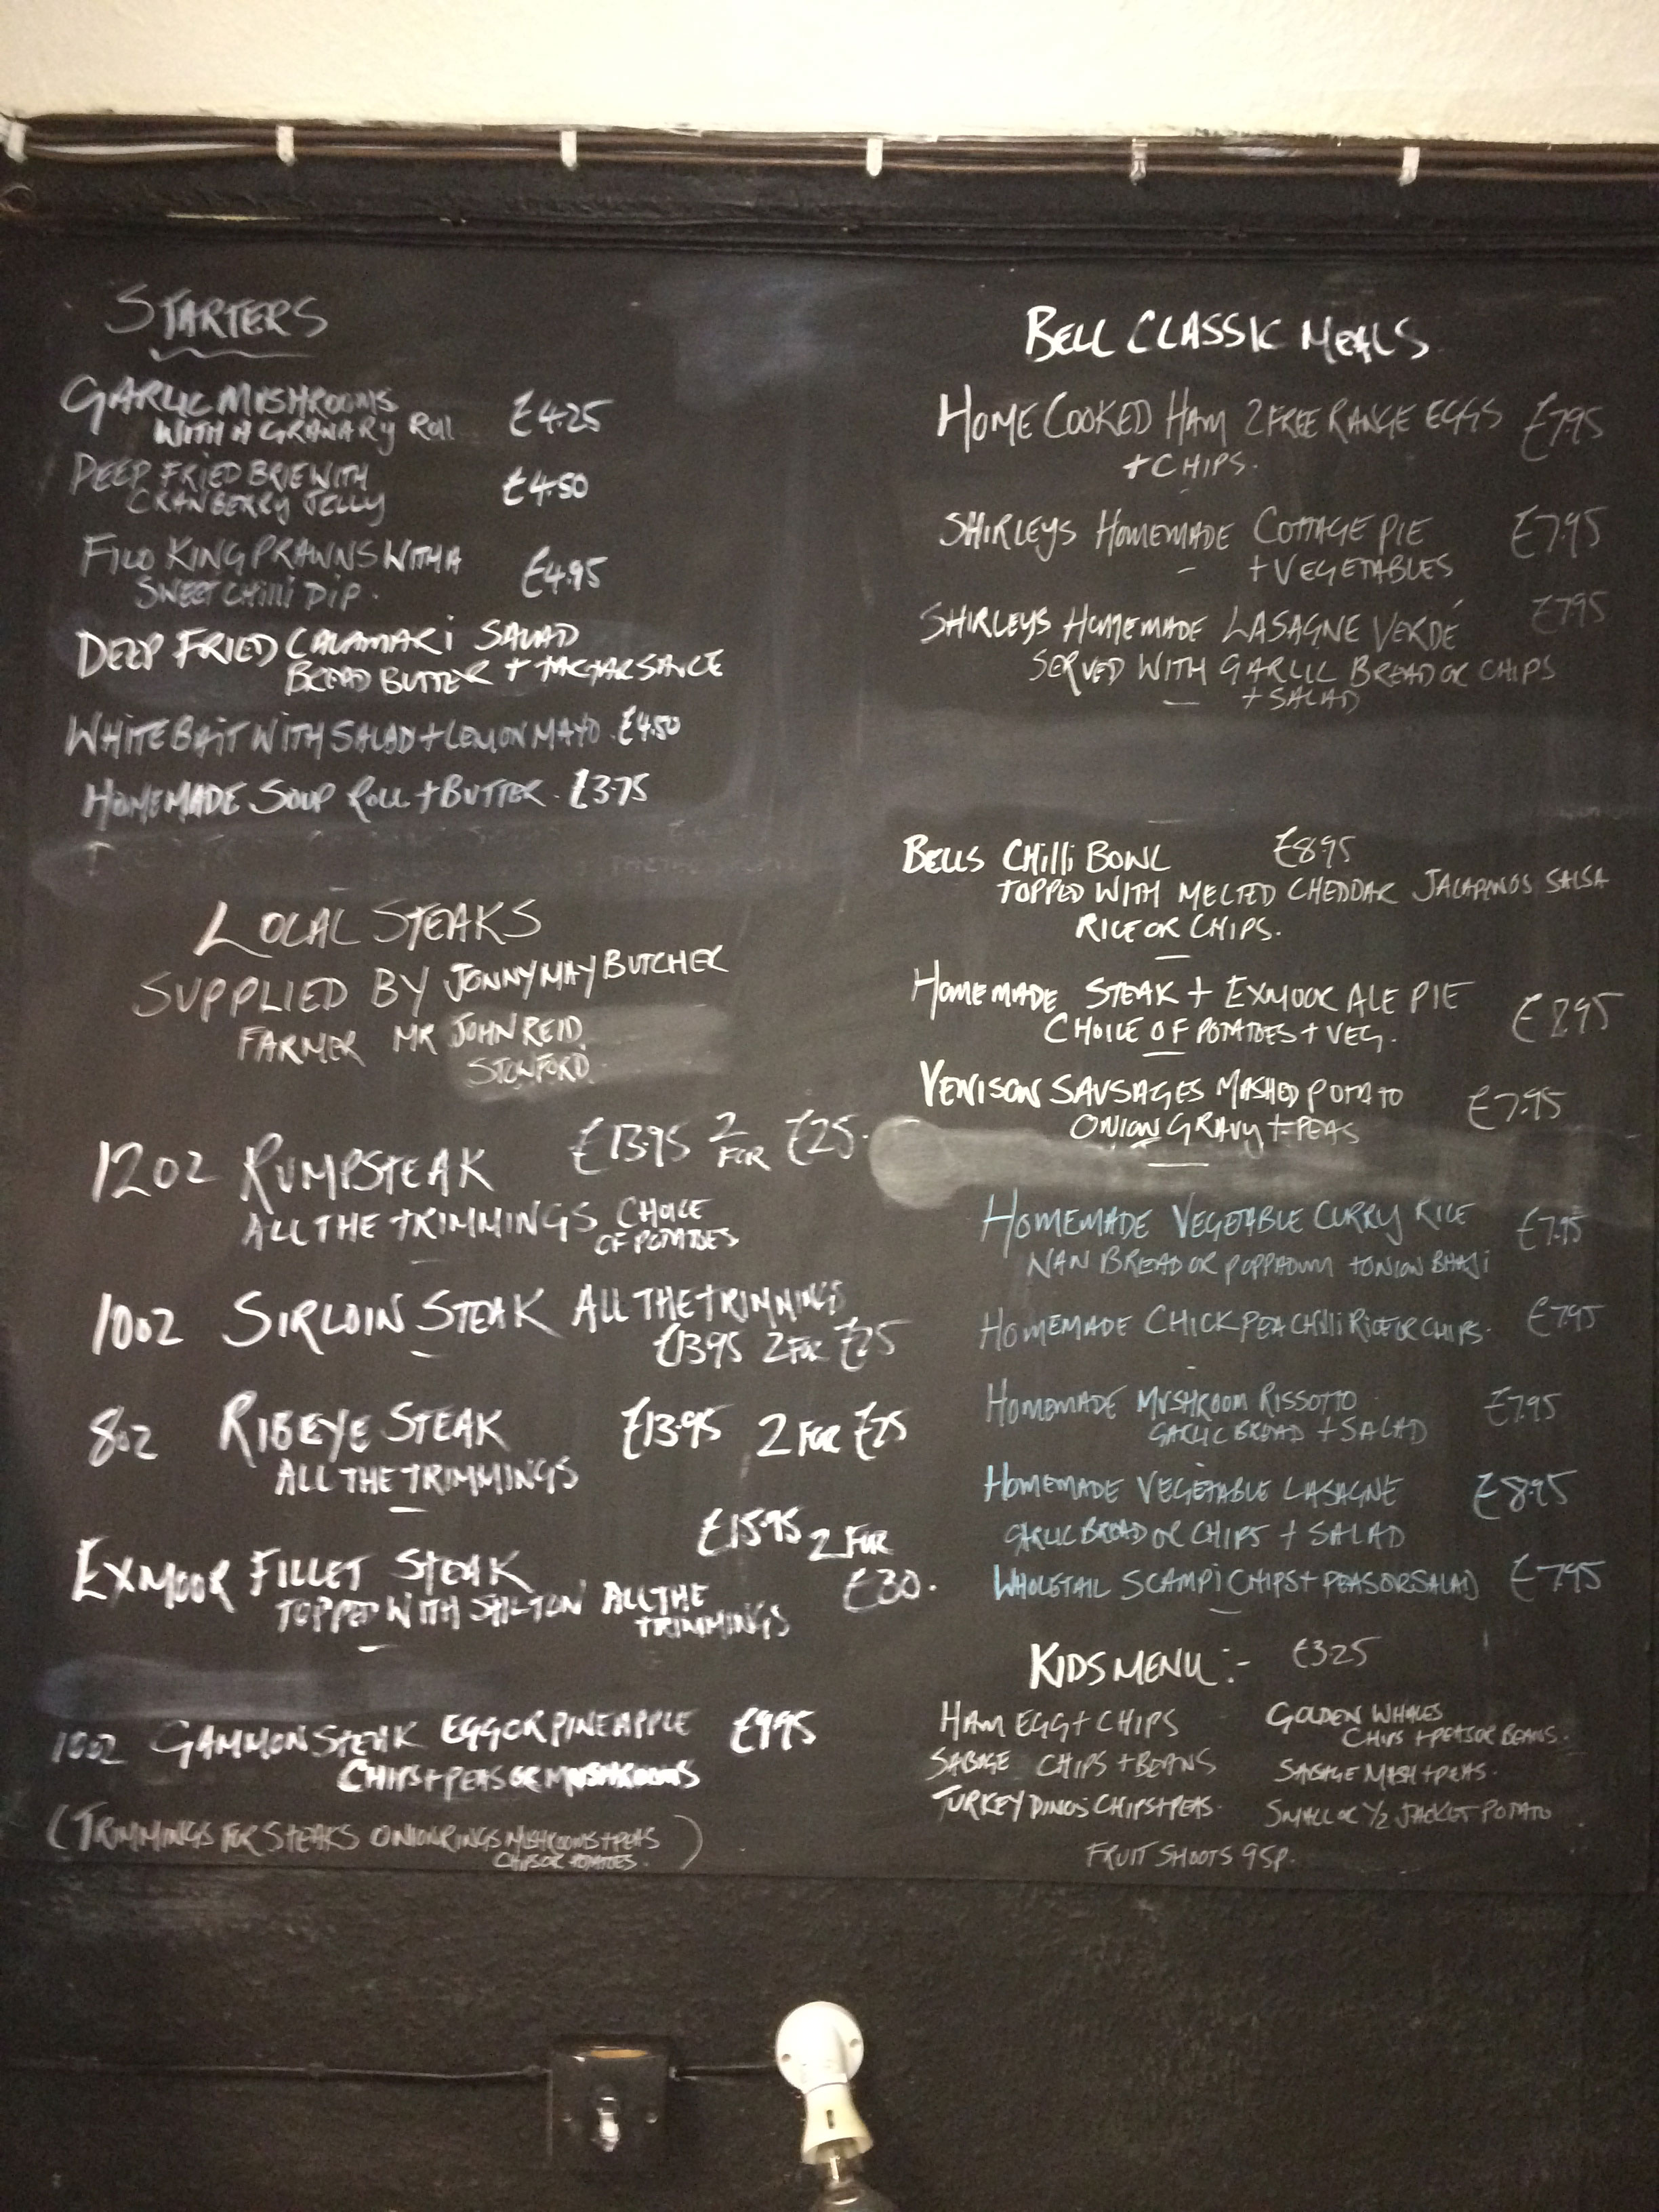 STARTERS
GARLIC MUSHROOMS
WITH A GRANARY ROLL £4.25
DEEP FRIED BRIE WITH
CRANBERRY JELLY £4.50
FILO KING PRAWNS WITH A
SWEET CHILLI DIP. £4.95
DEEP FRIED CALAMARI SALAD
BREAD BUTTER + TARTAR SAUCE
WHITEBAIT WITH SALAD + LEMON MAYO. £4.50
HOMEMADE SOUP ROLL + BUTTER. £3.75
LOCAL STEAKS
SUPPLIED BY JONNY MAY BUTCHER
FARMER MR JOHN REID.
STOWFORD.
12OZ RUMPSTEAK £13.95 2 FOR £25.
ALL THE TRIMMINGS CHOICE
OF POTATOES
10OZ SIRLOIN STEAK ALL THE TRIMMINGS
£13.95 2 FOR £25
8OZ RIBEYE STEAK £13.95 2 FOR £25
ALL THE TRIMMINGS
£15.95 2 FOR
EXMOOR FILLET STEAK £30.
TOPPED WITH STILTON ALL THE
TRIMMINGS
10OZ GAMMON STEAK EGG OR PINEAPPLE £9.95
CHIPS + PEAS OR MUSHROOMS
(TRIMMINGS FOR STEAKS ONION RINGS MUSHROOMS + PEAS
CHIPS OR POTATOES.)
BELL CLASSIC MEALS
HOME COOKED HAM 2 FREE RANGE EGGS £7.95
+ CHIPS.
SHIRLEYS HOMEMADE COTTAGE PIE £7.95
+ VEGETABLES
SHIRLEYS HOMEMADE LASAGNE VERDÉ £7.95
SERVED WITH GARLIC BREAD OR CHIPS
+ SALAD
BELLS CHILLI BOWL £8.95
TOPPED WITH MELTED CHEDDAR JALAPINOS SALSA
RICE OR CHIPS.
HOMEMADE STEAK + EXMOOR ALE PIE £8.95
CHOICE OF POTATOES + VEG.
VENISON SAUSAGES MASHED POTATO £7.95
ONION GRAVY + PEAS
HOMEMADE VEGETABLE CURRY RICE £7.95
NAN BREAD OR POPPADUM + ONION BHAJI
HOMEMADE CHICKPEA CHILLI RICE OR CHIPS. £7.95
HOMEMADE MUSHROOM RISSOTTO £7.95
GARLIC BREAD + SALAD
HOMEMADE VEGETABLE LASAGNE £8.95
GARLIC BREAD OR CHIPS + SALAD
WHOLETAIL SCAMPI CHIPS + PEAS OR SALAD £7.95
KIDS MENU :- £3.25
HAM EGG + CHIPS
SASAGE CHIPS + BEANS
TURKEY DINOS CHIPS + PEAS.
GOLDEN WHALES
CHIPS + PEAS OR BEANS.
SASAGE MASH + PEAS.
SMALL OR 1/2 JACKET POTATO
FRUIT SHOOTS 95P.